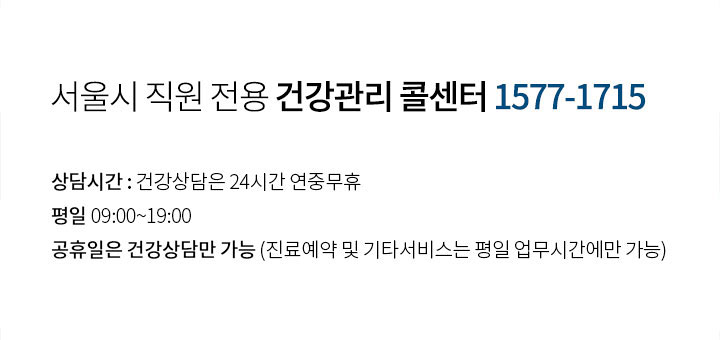 서울시 직원 전용 건강관리 콜센터 1577-1715
상담시간 : 건강상담은 24시간 연중무휴
평일 09:00~19:00
공휴일은 건강상담만 가능 (진료예약 및 기타서비스는 평일 업무시간에만 가능)